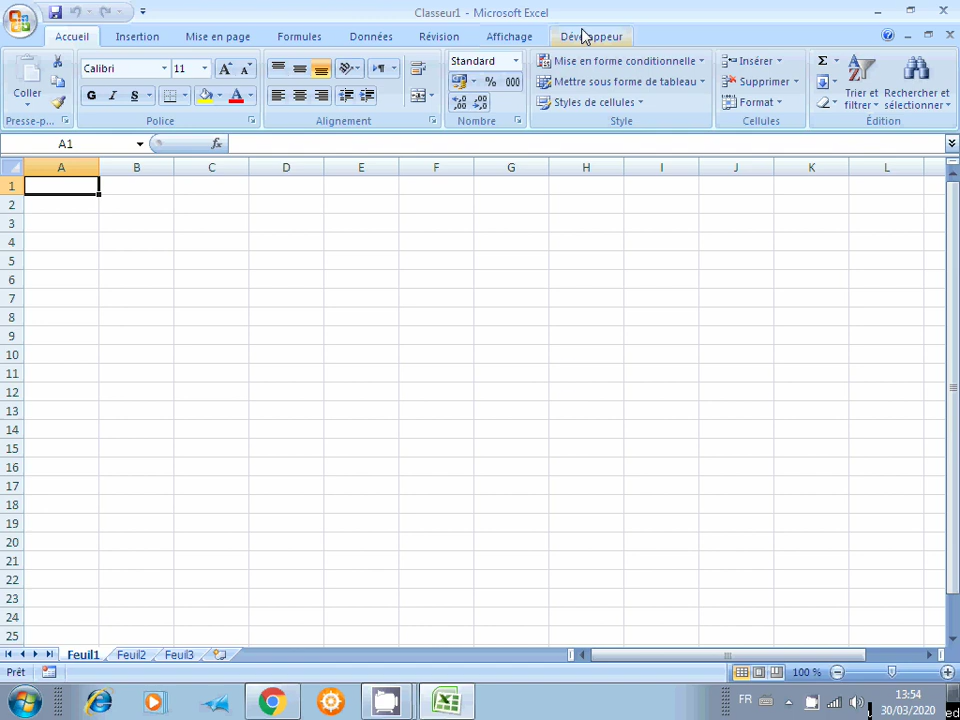 Classeur1 - Microsoft Excel
Accueil Insertion Mise en page Formules Données Révision Affichage Développeur
Coller
Presse-p...
Calibri 11
G I S
Police
Alignement
Standard
% 000
Nombre
Mise en forme conditionnelle
Mettre sous forme de tableau
Styles de cellules
Style
Insérer
Supprimer
Format
Cellules
Σ
Trier et filtrer
Rechercher et sélectionner
Édition
A1 fx
A B C D E F G H I J K L
1
2
3
4
5
6
7
8
9
10
11
12
13
14
15
16
17
18
19
20
21
22
23
24
25
Feuil1 Feuil2 Feuil3
Prêt 100 %
FR 13:54
30/03/2020